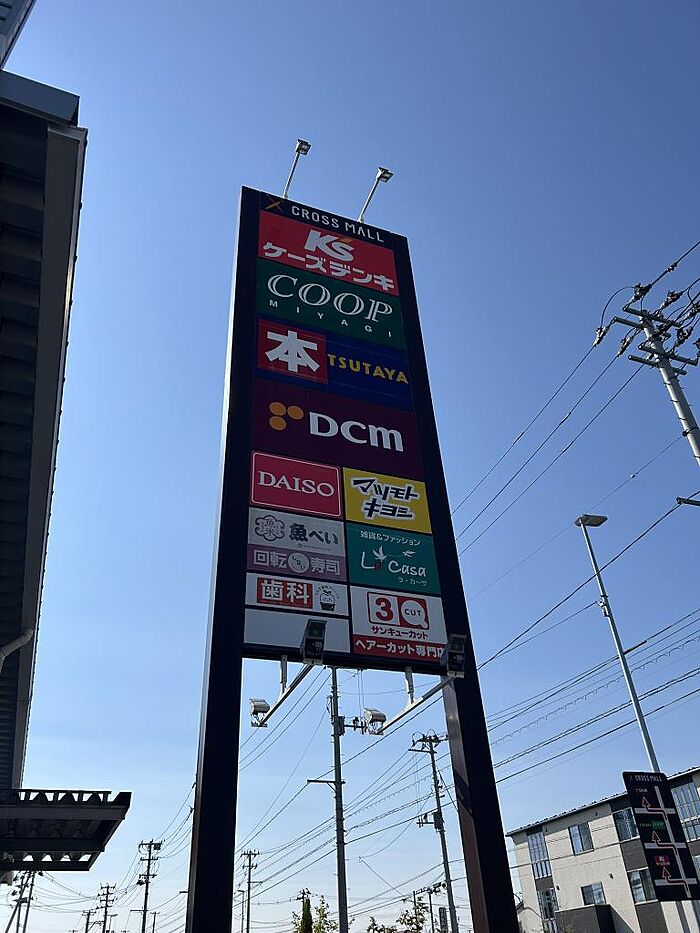 CROSS MALL
K's
ケーズデンキ
COOP
MIYAGI
本
TSUTAYA
DCM
DAISO
マツモト
キヨシ
魚べい
回転寿司
雑貨&ファッション
La Casa
ラ・カーサ
歯科
3Q CUT
サンキューカット
ヘアーカット専門店
CROSS MALL